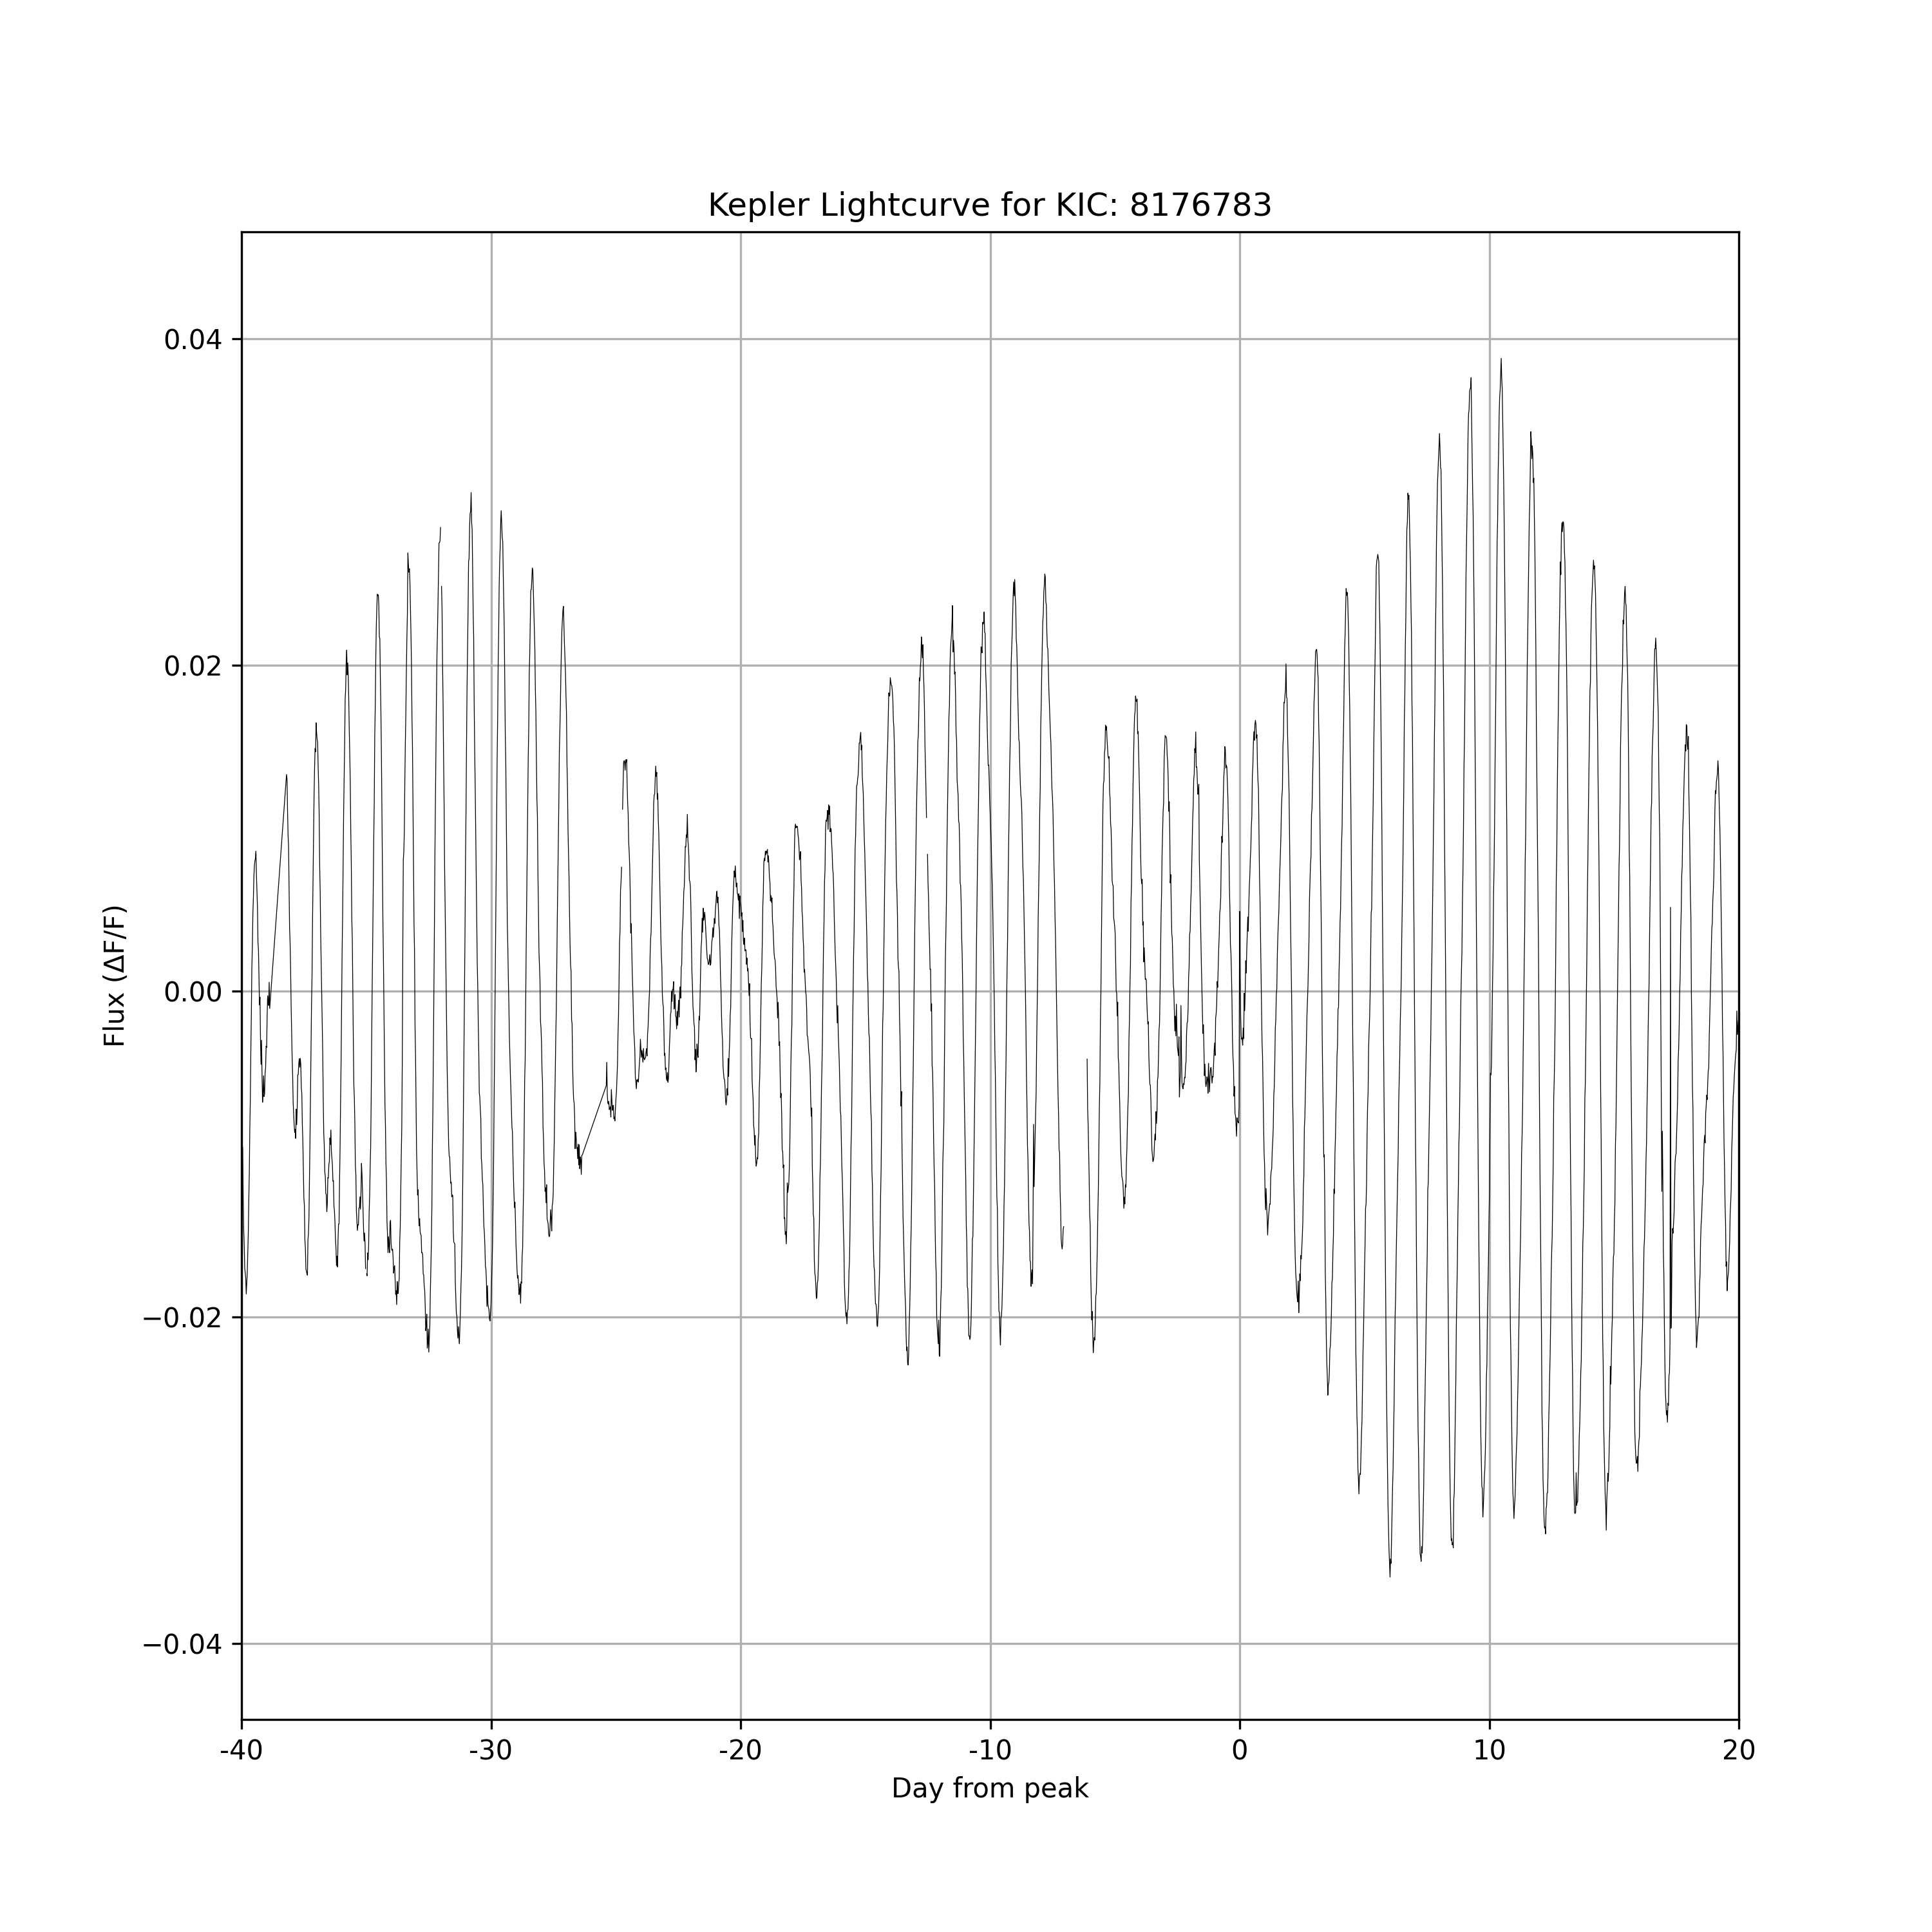 Kepler Lightcurve for KIC: 8176783
Flux (ΔF/F)
0.04
0.02
0.00
−0.02
−0.04
-40 -30 -20 -10 0 10 20
Day from peak